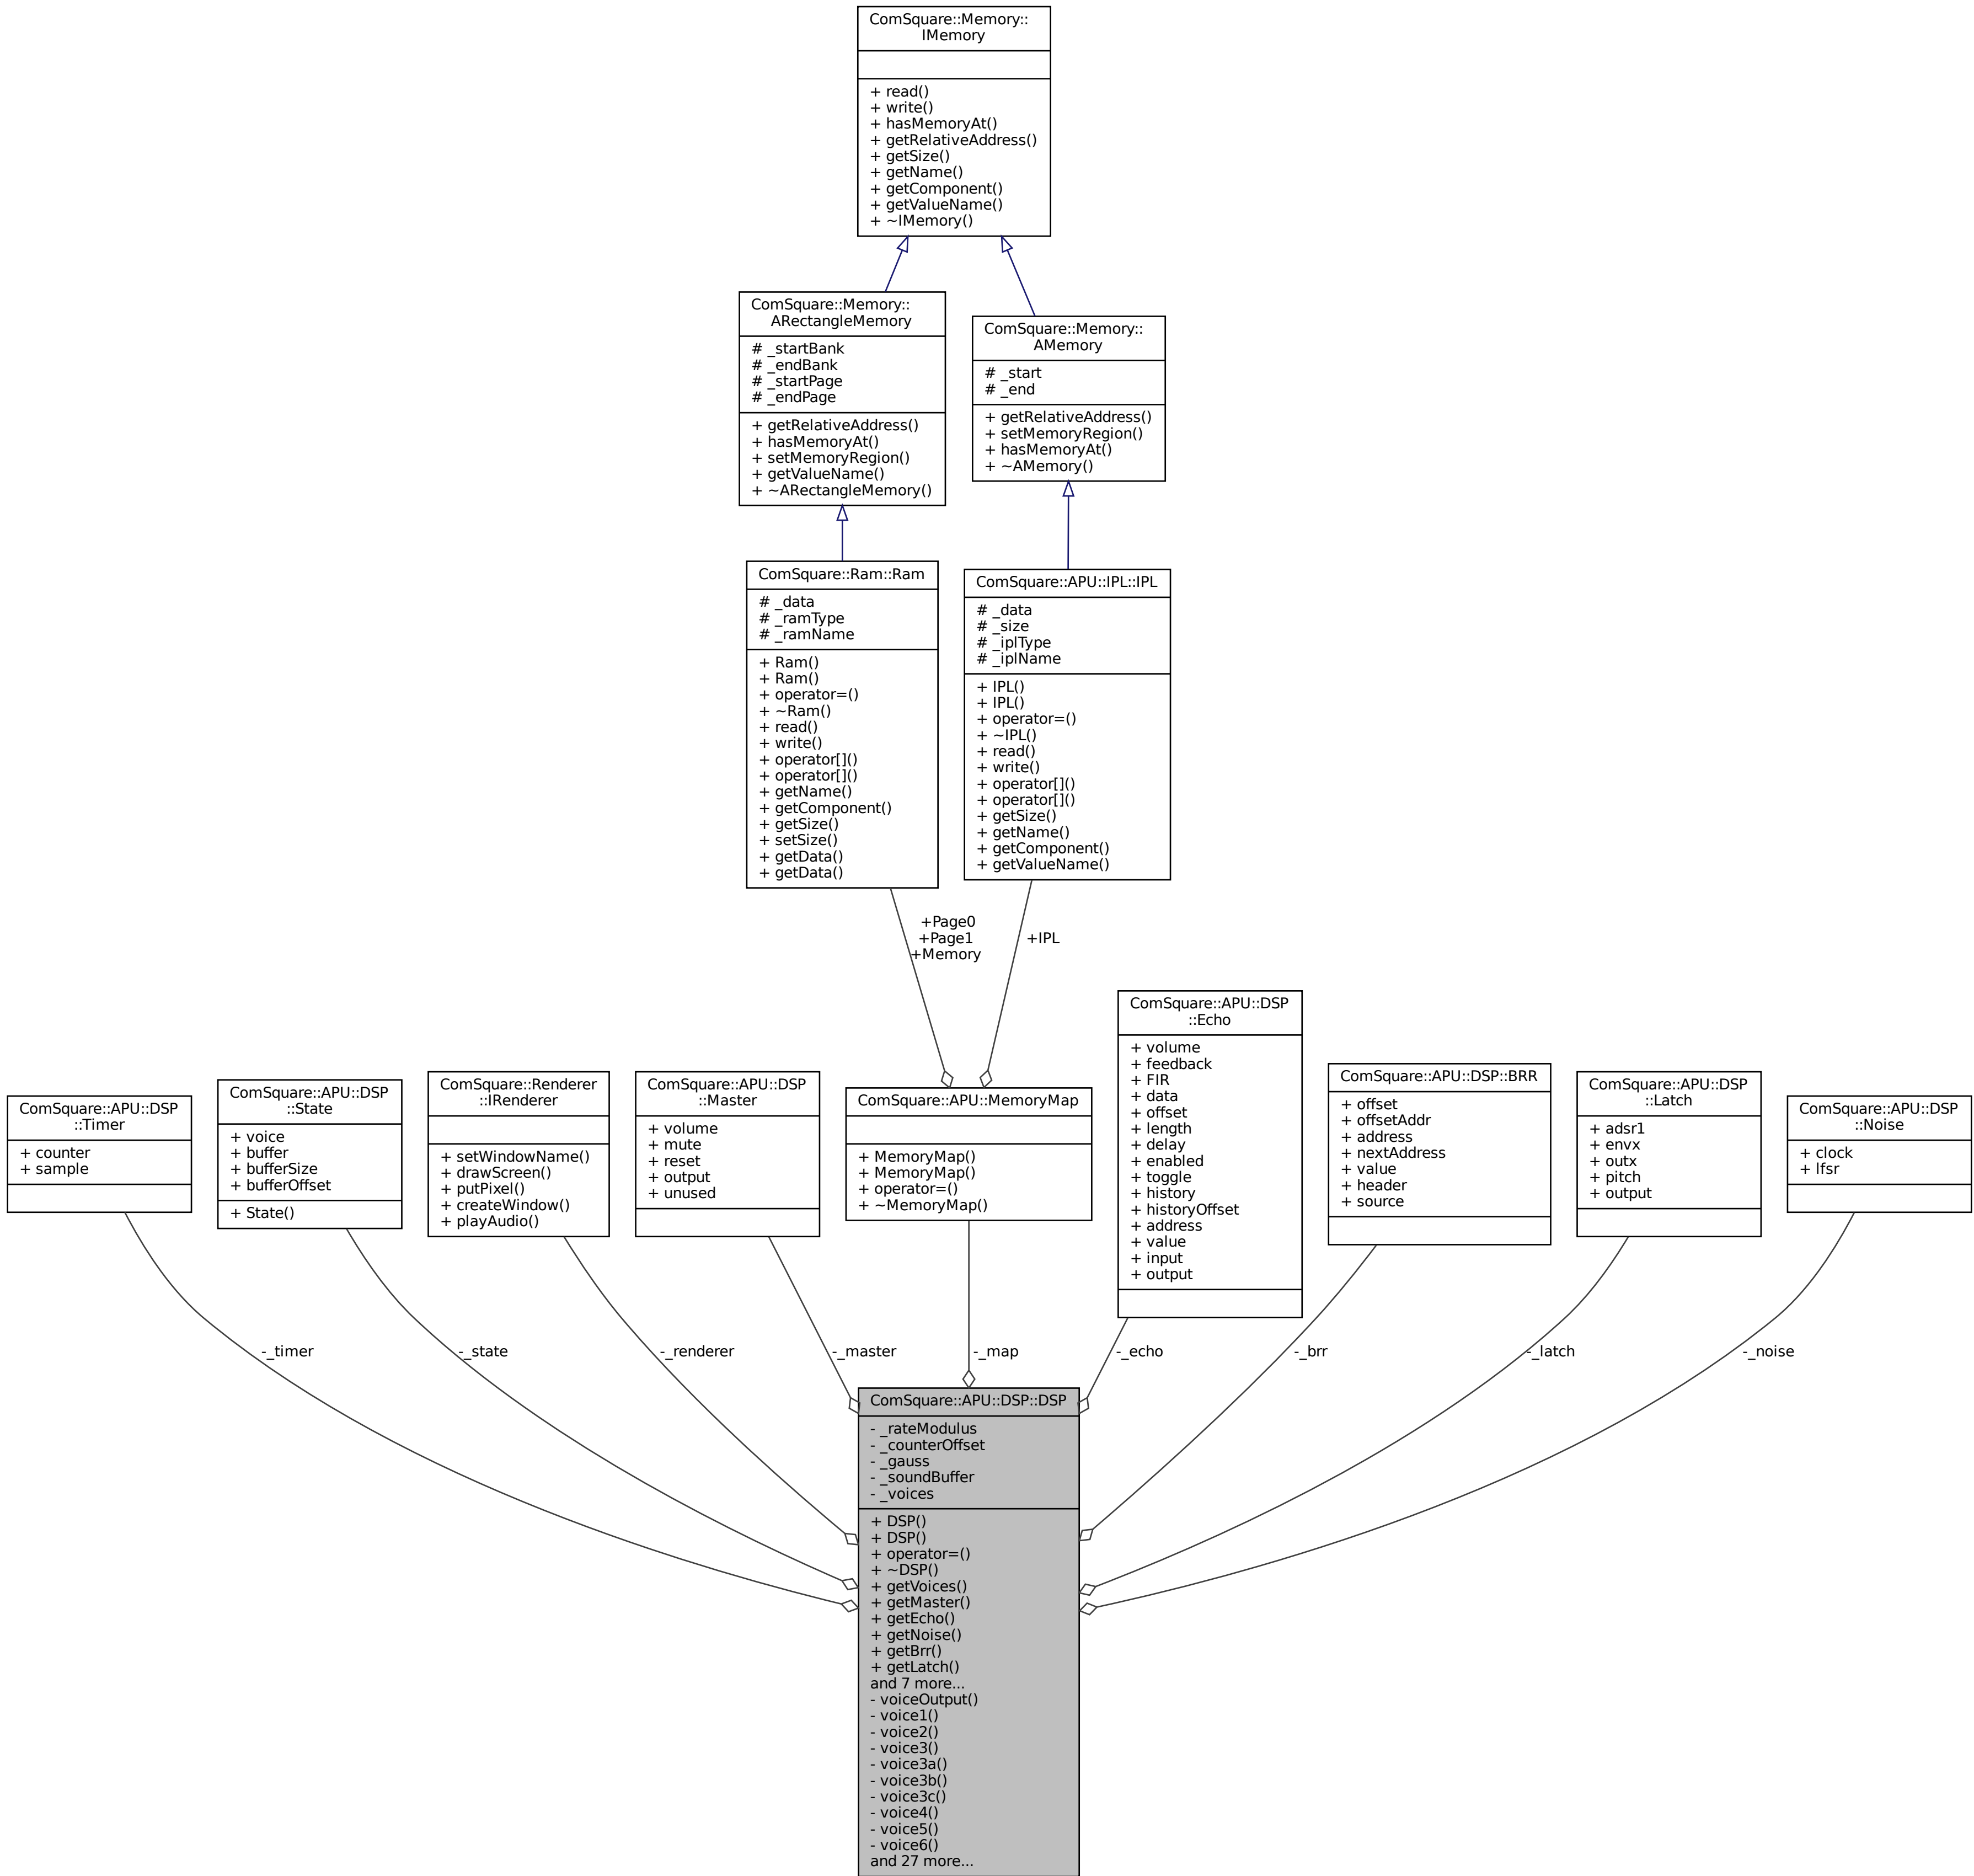 ComSquare::Memory::
IMemory
+ read()
+ write()
+ hasMemoryAt()
+ getRelativeAddress()
+ getSize()
+ getName()
+ getComponent()
+ getValueName()
+ ~IMemory()
ComSquare::Memory::
ARectangleMemory
# _startBank
# _endBank
# _startPage
# _endPage
+ getRelativeAddress()
+ hasMemoryAt()
+ setMemoryRegion()
+ getValueName()
+ ~ARectangleMemory()
ComSquare::Memory::
AMemory
# _start
# _end
+ getRelativeAddress()
+ setMemoryRegion()
+ hasMemoryAt()
+ ~AMemory()
ComSquare::Ram::Ram
# _data
# _ramType
# _ramName
+ Ram()
+ Ram()
+ operator=()
+ ~Ram()
+ read()
+ write()
+ operator[]()
+ operator[]()
+ getName()
+ getComponent()
+ getSize()
+ setSize()
+ getData()
+ getData()
ComSquare::APU::IPL::IPL
# _data
# _size
# _iplType
# _iplName
+ IPL()
+ IPL()
+ operator=()
+ ~IPL()
+ read()
+ write()
+ operator[]()
+ operator[]()
+ getSize()
+ getName()
+ getComponent()
+ getValueName()
+Page0
+Page1
+Memory
+IPL
ComSquare::APU::DSP
::Timer
+ counter
+ sample
ComSquare::APU::DSP
::State
+ voice
+ buffer
+ bufferSize
+ bufferOffset
+ State()
ComSquare::Renderer
::IRenderer
+ setWindowName()
+ drawScreen()
+ putPixel()
+ createWindow()
+ playAudio()
ComSquare::APU::DSP
::Master
+ volume
+ mute
+ reset
+ output
+ unused
ComSquare::APU::MemoryMap
+ MemoryMap()
+ MemoryMap()
+ operator=()
+ ~MemoryMap()
ComSquare::APU::DSP
::Echo
+ volume
+ feedback
+ FIR
+ data
+ offset
+ length
+ delay
+ enabled
+ toggle
+ history
+ historyOffset
+ address
+ value
+ input
+ output
ComSquare::APU::DSP::BRR
+ offset
+ offsetAddr
+ address
+ nextAddress
+ value
+ header
+ source
ComSquare::APU::DSP
::Latch
+ adsr1
+ envx
+ outx
+ pitch
+ output
ComSquare::APU::DSP
::Noise
+ clock
+ lfsr
-_timer
-_state
-_renderer
-_master
-_map
-_echo
-_brr
-_latch
-_noise
ComSquare::APU::DSP::DSP
- _rateModulus
- _counterOffset
- _gauss
- _soundBuffer
- _voices
+ DSP()
+ DSP()
+ operator=()
+ ~DSP()
+ getVoices()
+ getMaster()
+ getEcho()
+ getNoise()
+ getBrr()
+ getLatch()
and 7 more...
- voiceOutput()
- voice1()
- voice2()
- voice3()
- voice3a()
- voice3b()
- voice3c()
- voice4()
- voice5()
- voice6()
and 27 more...